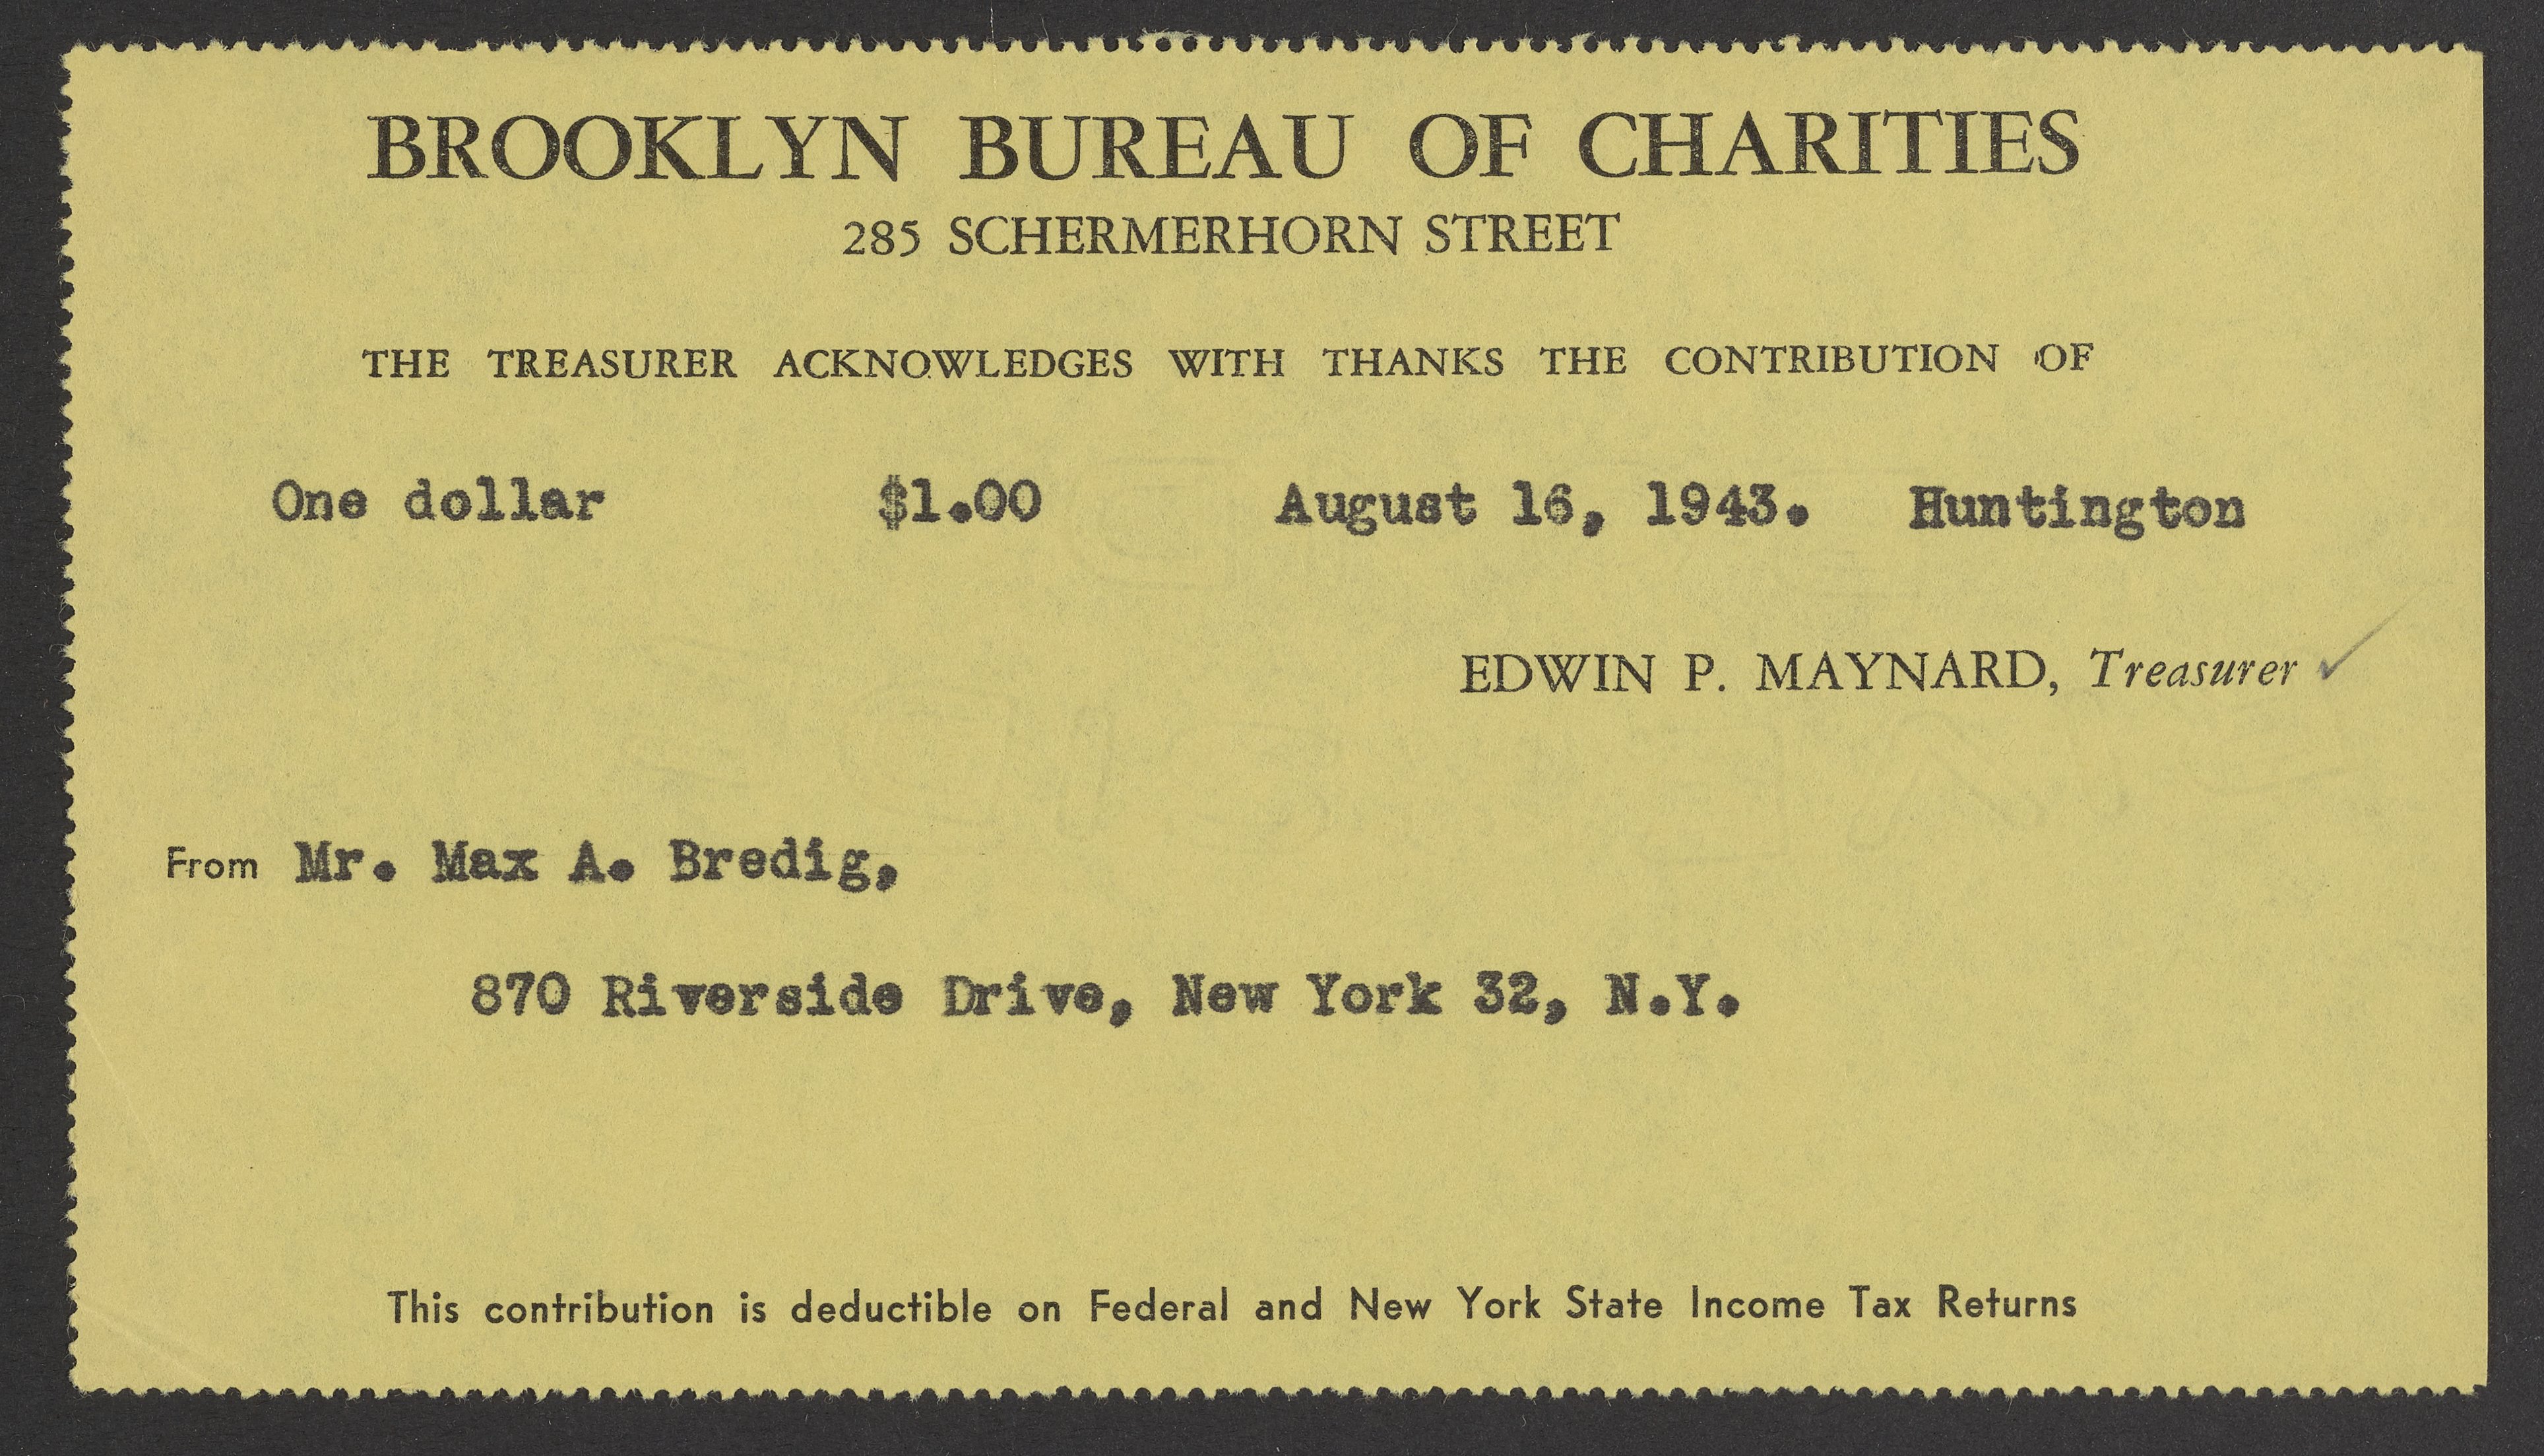 BROOKLYN BUREAU OF CHARITIES
285 SCHERMERHORN STREET
THE TREASURER ACKNOWLEDGES WITH THANKS THE CONTRIBUTION OF
One dollar $1.00 August 16, 1943. Huntington
EDWIN P. MAYNARD, Treasurer ✓
From Mr. Max A. Bredig,
870 Riverside Drive, New York 32, N.Y.
This contribution is deductible on Federal and New York State Income Tax Returns